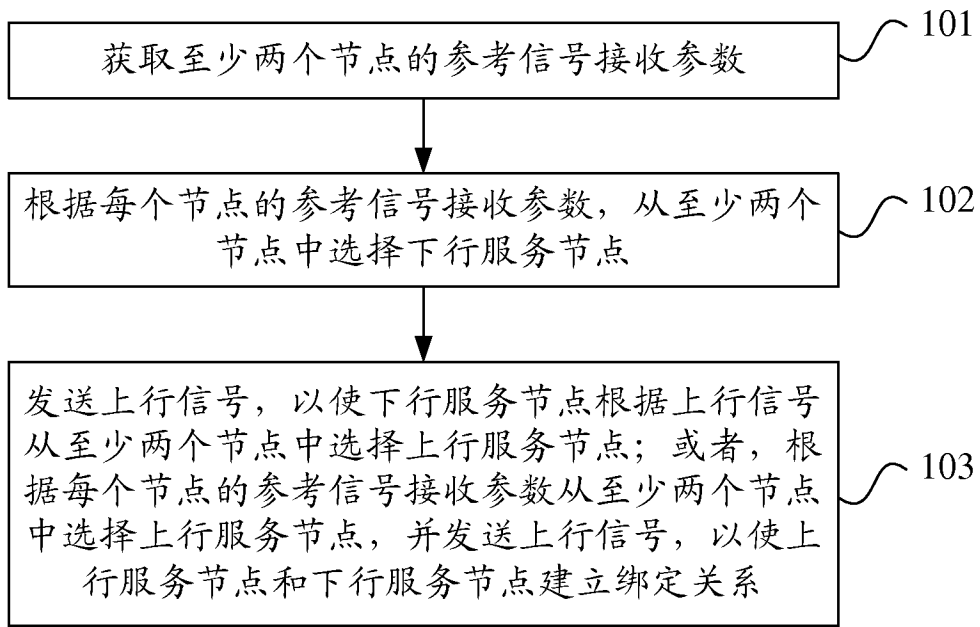 获取至少两个节点的参考信号接收参数
101
根据每个节点的参考信号接收参数，从至少两个
节点中选择下行服务节点
102
发送上行信号，以使下行服务节点根据上行信号
从至少两个节点中选择上行服务节点；或者，根
据每个节点的参考信号接收参数从至少两个节点
中选择上行服务节点，并发送上行信号，以使上
行服务节点和下行服务节点建立绑定关系
103